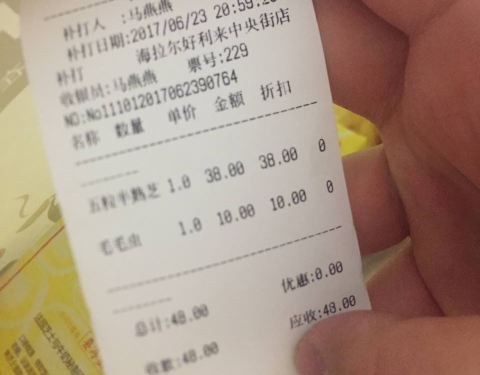 补打人 :马燕燕
补打日期:2017/06/23 20:59:2
海拉尔好利来中央街店
补打
收银员:马燕燕 票号:229
NO:No111012017062390764
名称 数量 单价 金额 折扣
五粒半鹅芝 1.0 38.00 38.00 0
毛毛虫 1.0 10.00 10.00 0
优惠:0.00
总计:48.00
应收:48.00
收款:48.00